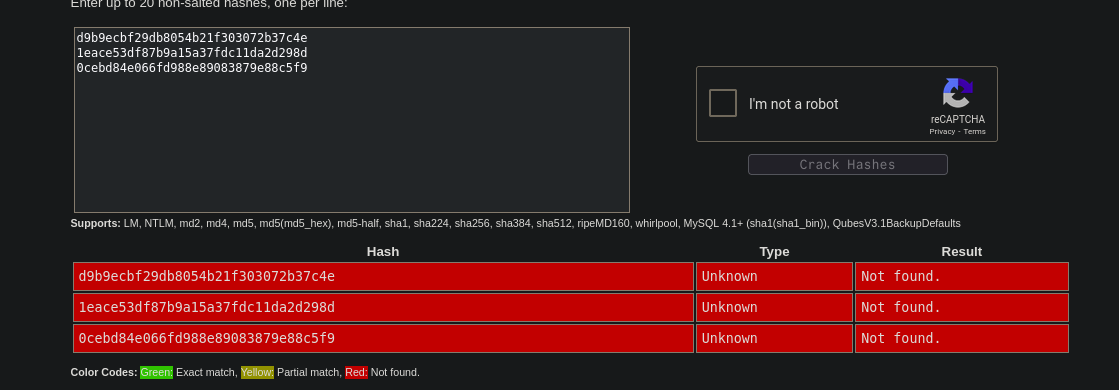 Enter up to 20 non-salted hashes, one per line:
d9b9ecbf29db8054b21f303072b37c4e
1eace53df87b9a15a37fdc11da2d298d
0cebd84e066fd988e89083879e88c5f9
I'm not a robot
reCAPTCHA
Privacy - Terms
Crack Hashes
Supports: LM, NTLM, md2, md4, md5, md5(md5_hex), md5-half, sha1, sha224, sha256, sha384, sha512, ripeMD160, whirlpool, MySQL 4.1+ (sha1(sha1_bin)), QubesV3.1BackupDefaults
Hash Type Result
d9b9ecbf29db8054b21f303072b37c4e Unknown Not found.
1eace53df87b9a15a37fdc11da2d298d Unknown Not found.
0cebd84e066fd988e89083879e88c5f9 Unknown Not found.
Color Codes: Green: Exact match, Yellow: Partial match, Red: Not found.